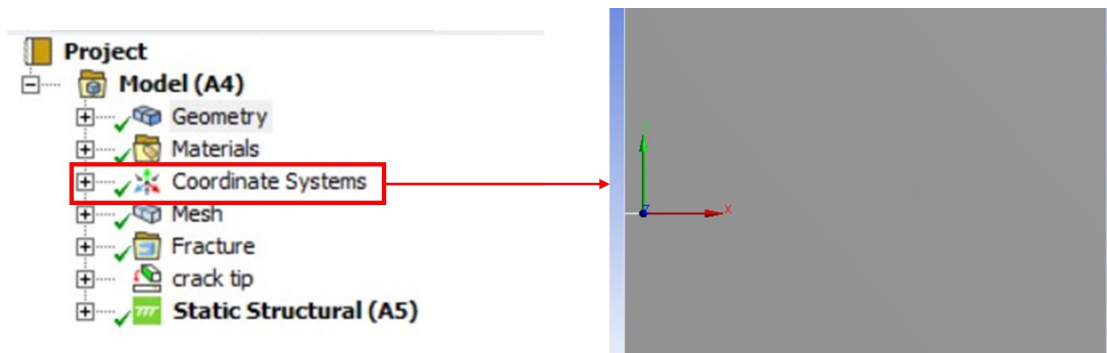 Project
Model (A4)
Geometry
Materials
Coordinate Systems
Mesh
Fracture
crack tip
Static Structural (A5)
Y
Z
X